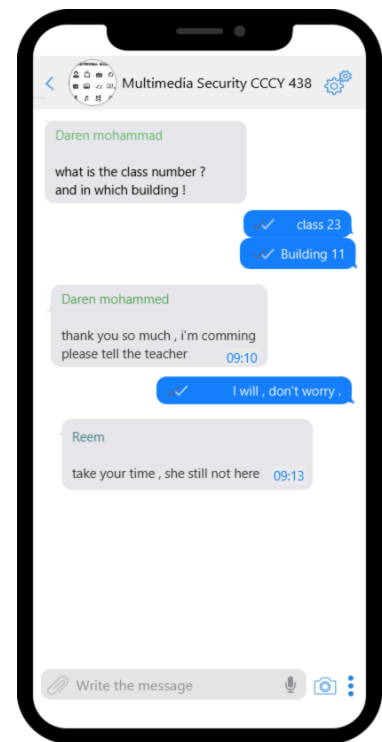 Multimedia Security CCCY 438
Daren mohammad
what is the class number ?
and in which building !
class 23
Building 11
Daren mohammed
thank you so much , i'm comming
please tell the teacher
09:10
I will , don't worry .
Reem
take your time , she still not here 09:13
Write the message